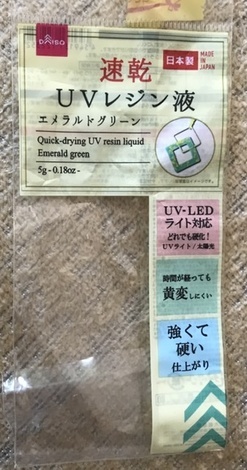 DAISO
日本製
MADE IN JAPAN
速乾
UVレジン液
エメラルドグリーン
Quick-drying UV resin liquid
Emerald green
5g - 0.18oz -
UV-LED
ライト対応
どれでも硬化!
UVライト/太陽光
時間が経っても
黄変しにくい
強くて
硬い
仕上がり